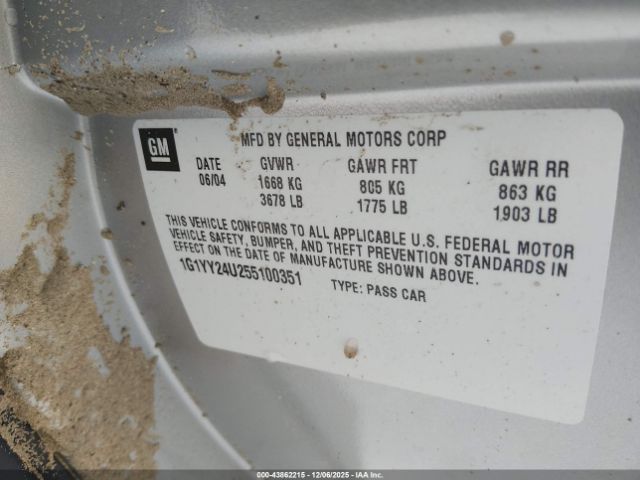 GM
MFD BY GENERAL MOTORS CORP
DATE GVWR GAWR FRT GAWR RR
06/04 1668 KG 805 KG 863 KG
3678 LB 1775 LB 1903 LB
THIS VEHICLE CONFORMS TO ALL APPLICABLE U.S. FEDERAL MOTOR
VEHICLE SAFETY, BUMPER, AND THEFT PREVENTION STANDARDS IN
EFFECT ON THE DATE OF MANUFACTURE SHOWN ABOVE.
1G1YY24U255100351 TYPE: PASS CAR
000-43862215 - 12/06/2025 - IAA Inc.